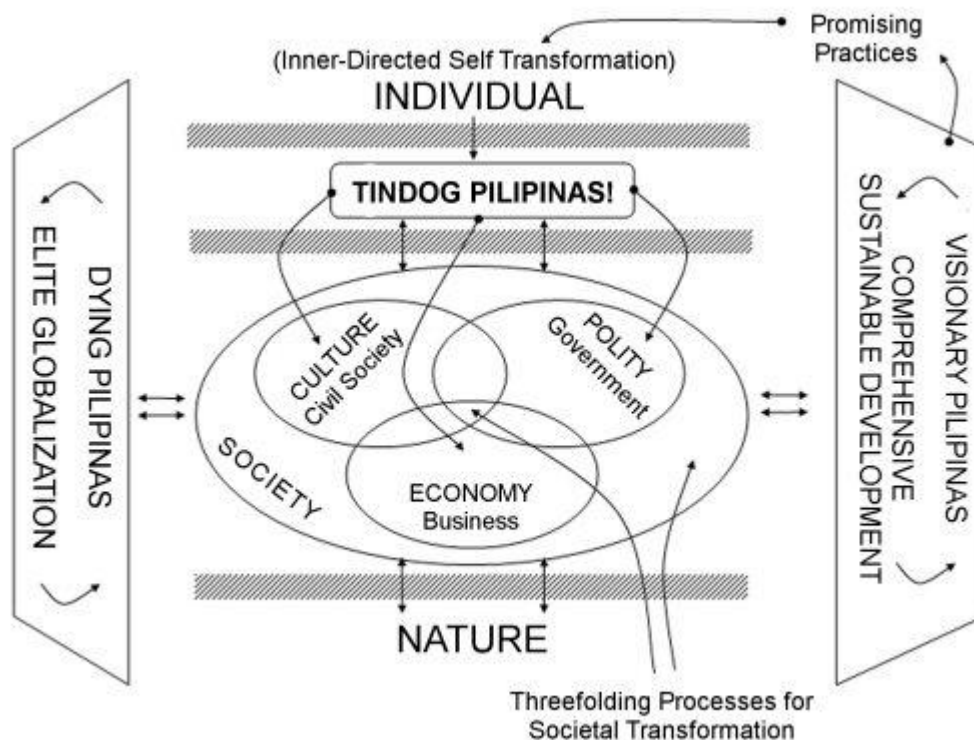 Promising
Practices
(Inner-Directed Self Transformation)
INDIVIDUAL
TINDOG PILIPINAS!
DYING PILIPINAS
ELITE GLOBALIZATION
CULTURE
Civil Society
POLITY
Government
SOCIETY
ECONOMY
Business
VISIONARY PILIPINAS
COMPREHENSIVE
SUSTAINABLE DEVELOPMENT
NATURE
Threefolding Processes for
Societal Transformation